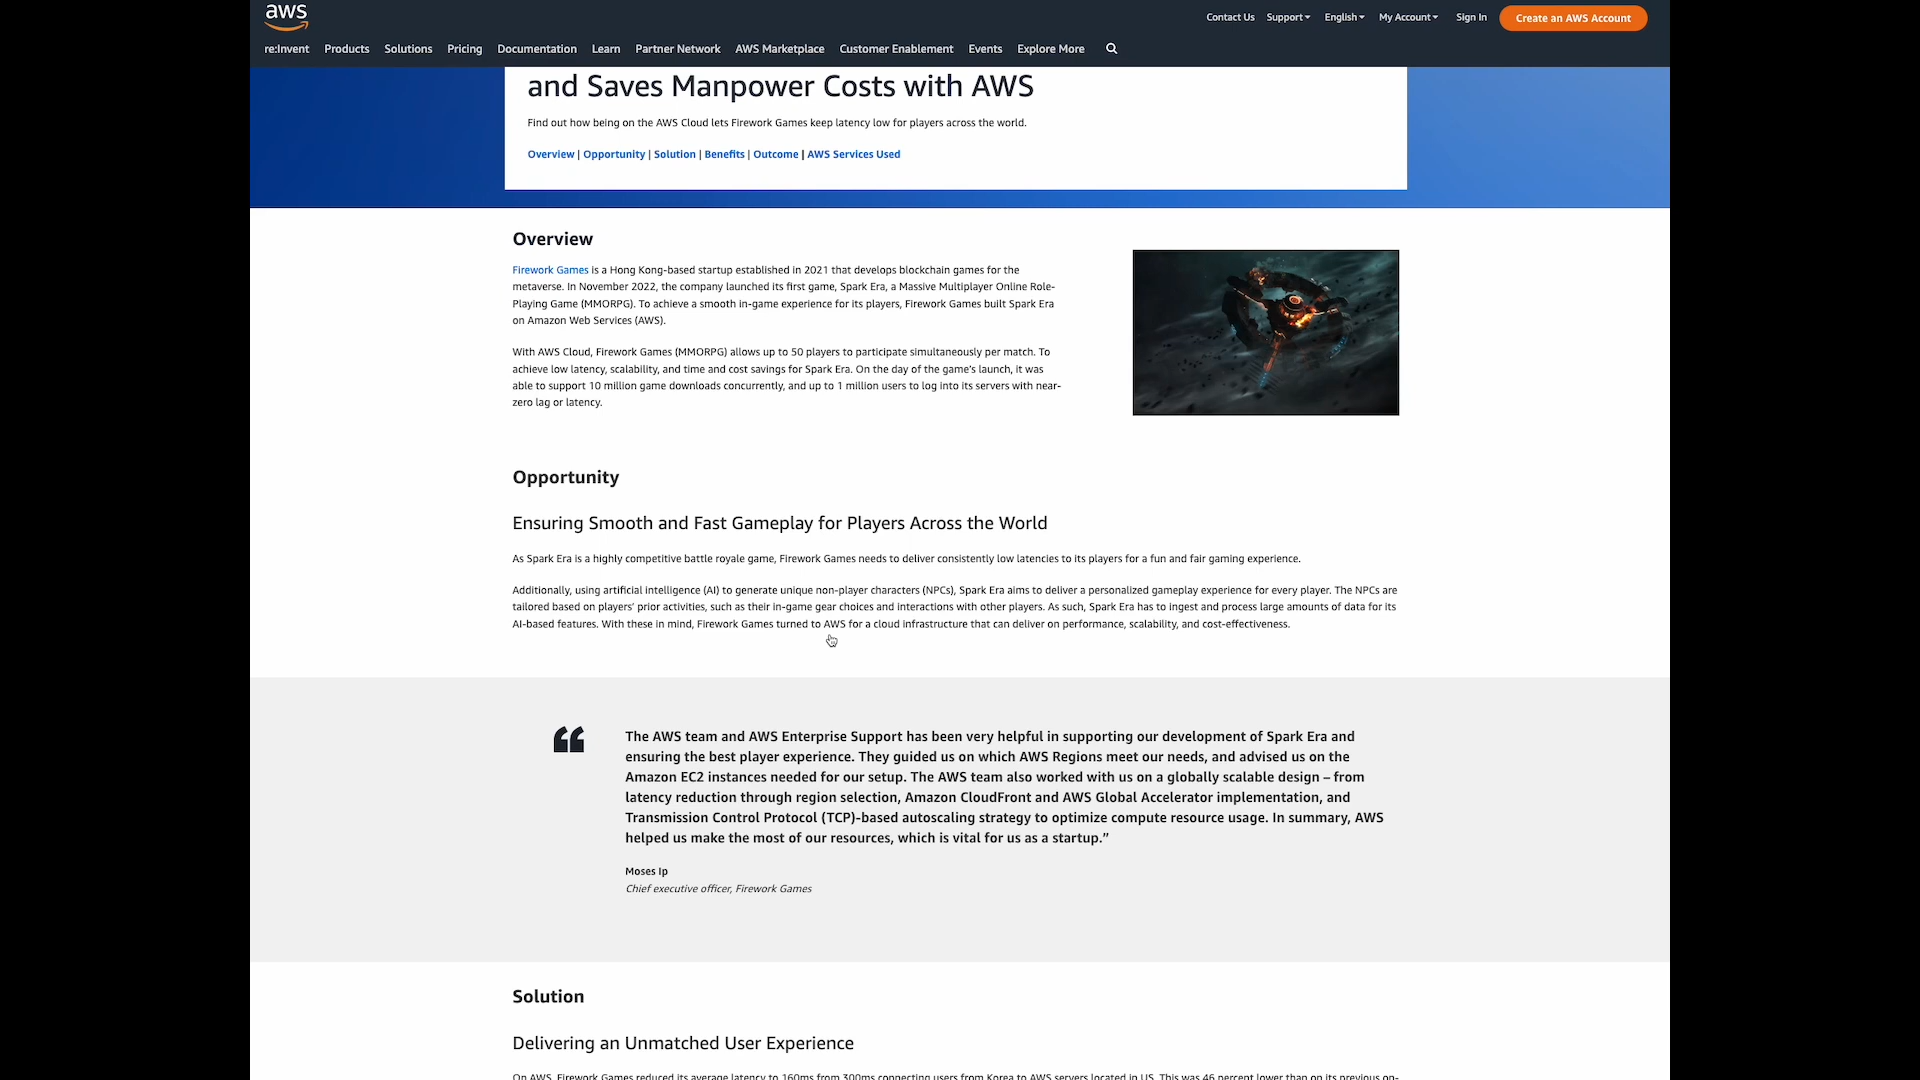 aws
Contact Us Support English My Account Sign In Create an AWS Account
re:Invent Products Solutions Pricing Documentation Learn Partner Network AWS Marketplace Customer Enablement Events Explore More
and Saves Manpower Costs with AWS
Find out how being on the AWS Cloud lets Firework Games keep latency low for players across the world.
Overview | Opportunity | Solution | Benefits | Outcome | AWS Services Used
Overview
Firework Games is a Hong Kong-based startup established in 2021 that develops blockchain games for the
metaverse. In November 2022, the company launched its first game, Spark Era, a Massive Multiplayer Online Role-
Playing Game (MMORPG). To achieve a smooth in-game experience for its players, Firework Games built Spark Era
on Amazon Web Services (AWS).
With AWS Cloud, Firework Games (MMORPG) allows up to 50 players to participate simultaneously per match. To
achieve low latency, scalability, and time and cost savings for Spark Era. On the day of the game's launch, it was
able to support 10 million game downloads concurrently, and up to 1 million users to log into its servers with near-
zero lag or latency.
Opportunity
Ensuring Smooth and Fast Gameplay for Players Across the World
As Spark Era is a highly competitive battle royale game, Firework Games needs to deliver consistently low latencies to its players for a fun and fair gaming experience.
Additionally, using artificial intelligence (AI) to generate unique non-player characters (NPCs), Spark Era aims to deliver a personalized gameplay experience for every player. The NPCs are
tailored based on players' prior activities, such as their in-game gear choices and interactions with other players. As such, Spark Era has to ingest and process large amounts of data for its
AI-based features. With these in mind, Firework Games turned to AWS for a cloud infrastructure that can deliver on performance, scalability, and cost-effectiveness.
“ The AWS team and AWS Enterprise Support has been very helpful in supporting our development of Spark Era and
ensuring the best player experience. They guided us on which AWS Regions meet our needs, and advised us on the
Amazon EC2 instances needed for our setup. The AWS team also worked with us on a globally scalable design – from
latency reduction through region selection, Amazon CloudFront and AWS Global Accelerator implementation, and
Transmission Control Protocol (TCP)-based autoscaling strategy to optimize compute resource usage. In summary, AWS
helped us make the most of our resources, which is vital for us as a startup.”
Moses Ip
Chief executive officer, Firework Games
Solution
Delivering an Unmatched User Experience
On AWS, Firework Games reduced its average latency to 160ms from 300ms connecting users from Korea to AWS servers located in US. This was 46 percent lower than on its previous on-